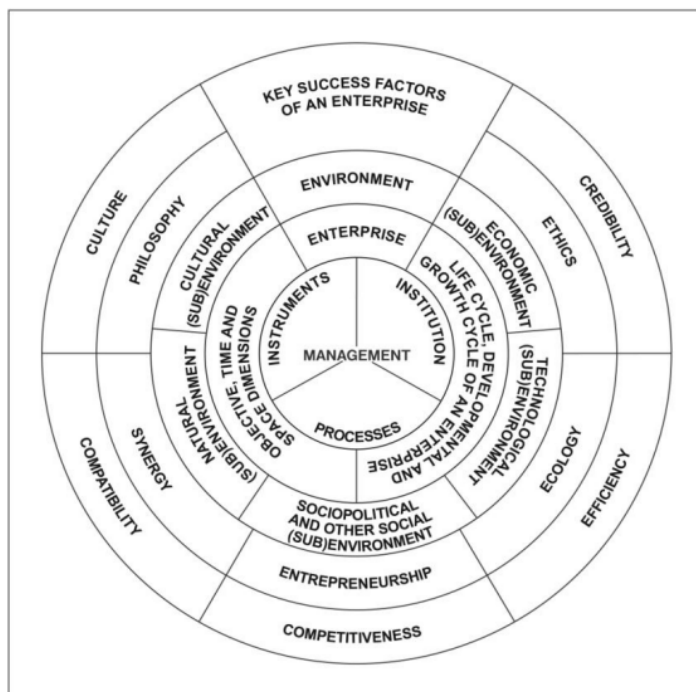 KEY SUCCESS FACTORS
OF AN ENTERPRISE
CULTURE
PHILOSOPHY
CULTURAL
(SUB)ENVIRONMENT
ENVIRONMENT
ENTERPRISE
ECONOMIC
(SUB)ENVIRONMENT
ETHICS
CREDIBILITY
OBJECTIVE, TIME AND
SPACE DIMENSIONS
INSTRUMENTS
INSTITUTION
LIFE CYCLE, DEVELOPMENTAL AND
GROWTH CYCLE OF AN ENTERPRISE
MANAGEMENT
PROCESSES
NATURAL
(SUB)ENVIRONMENT
TECHNOLOGICAL
(SUB)ENVIRONMENT
COMPATIBILITY
SYNERGY
ECOLOGY
EFFICIENCY
SOCIOPOLITICAL
AND OTHER SOCIAL
(SUB)ENVIRONMENT
ENTREPRENEURSHIP
COMPETITIVENESS